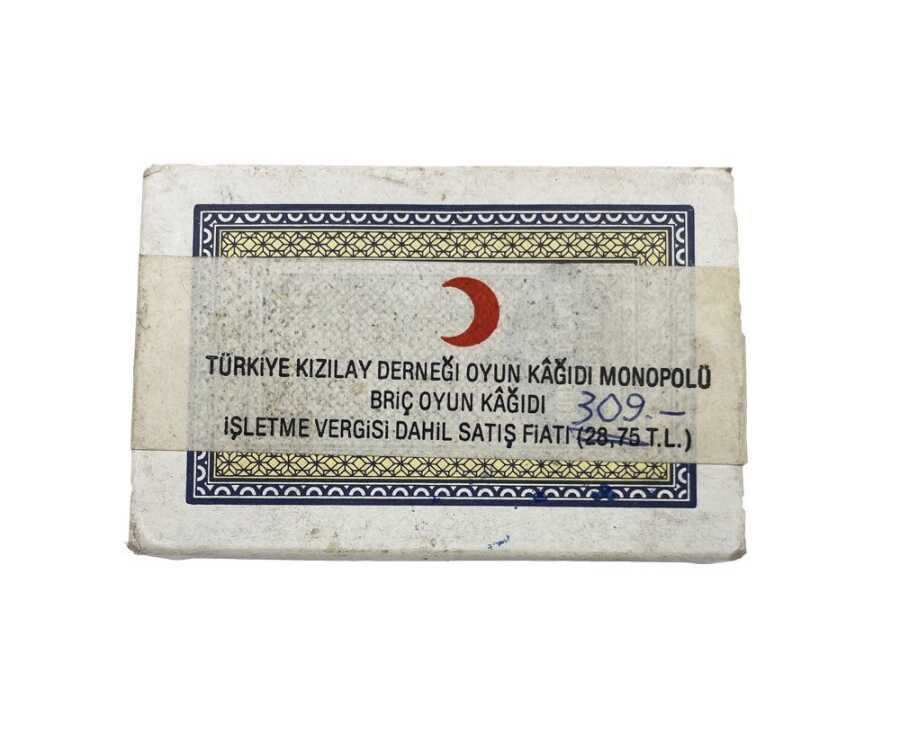 TÜRKİYE KIZILAY DERNEĞİ OYUN KÂĞIDI MONOPOLÜ
BRİÇ OYUN KÂĞIDI
309.-
İŞLETME VERGİSİ DAHİL SATIŞ FİATI (28,75 T.L.)